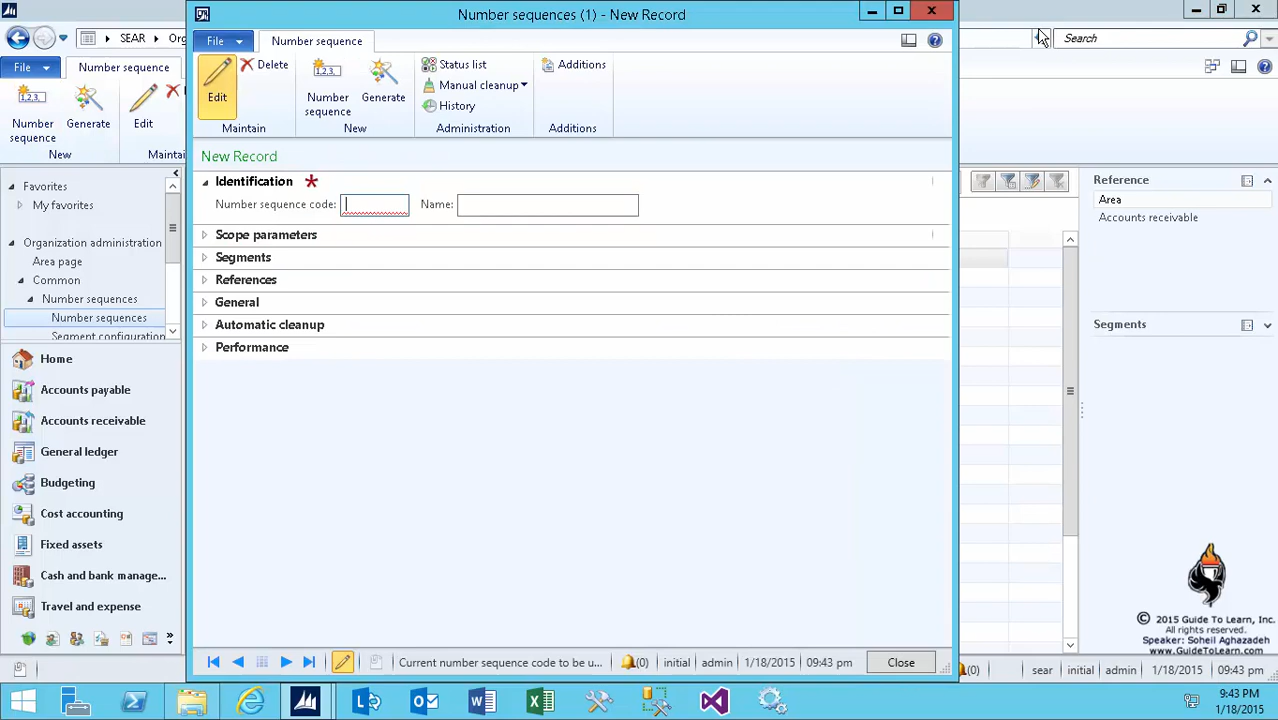 Number sequences (1) - New Record
SEAR
Org
Search
File
Number sequence
File
Number sequence
Edit
Delete
Number sequence
Generate
Status list
Manual cleanup
History
Additions
Maintain
New
Administration
Additions
Number sequence
Generate
Edit
New
Maintai
New Record
Identification *
Number sequence code:
Name:
Scope parameters
Segments
References
General
Automatic cleanup
Performance
Favorites
My favorites
Organization administration
Area page
Common
Number sequences
Number sequences
Segment configuration
Home
Accounts payable
Accounts receivable
General ledger
Budgeting
Cost accounting
Fixed assets
Cash and bank manage...
Travel and expense
Reference
Area
Accounts receivable
Segments
© 2015 Guide To Learn, Inc.
All rights reserved.
Speaker: Soheil Aghazadeh
www.GuideToLearn.com
Current number sequence code to be u...
(0)
initial
admin
1/18/2015
09:43 pm
Close
(0)
sear
initial
admin
1/18/2015
09:43 pm
9:43 PM
1/18/2015